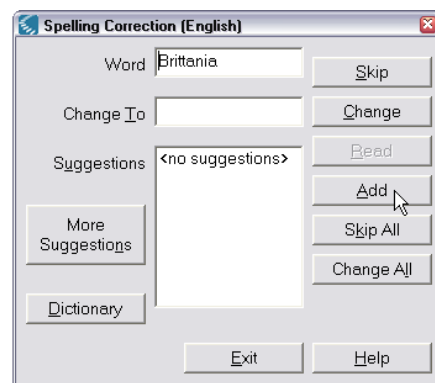 Spelling Correction (English)
Word Brittania
Skip
Change To
Change
Suggestions <no suggestions>
Read
Add
More
Suggestions
Skip All
Change All
Dictionary
Exit
Help